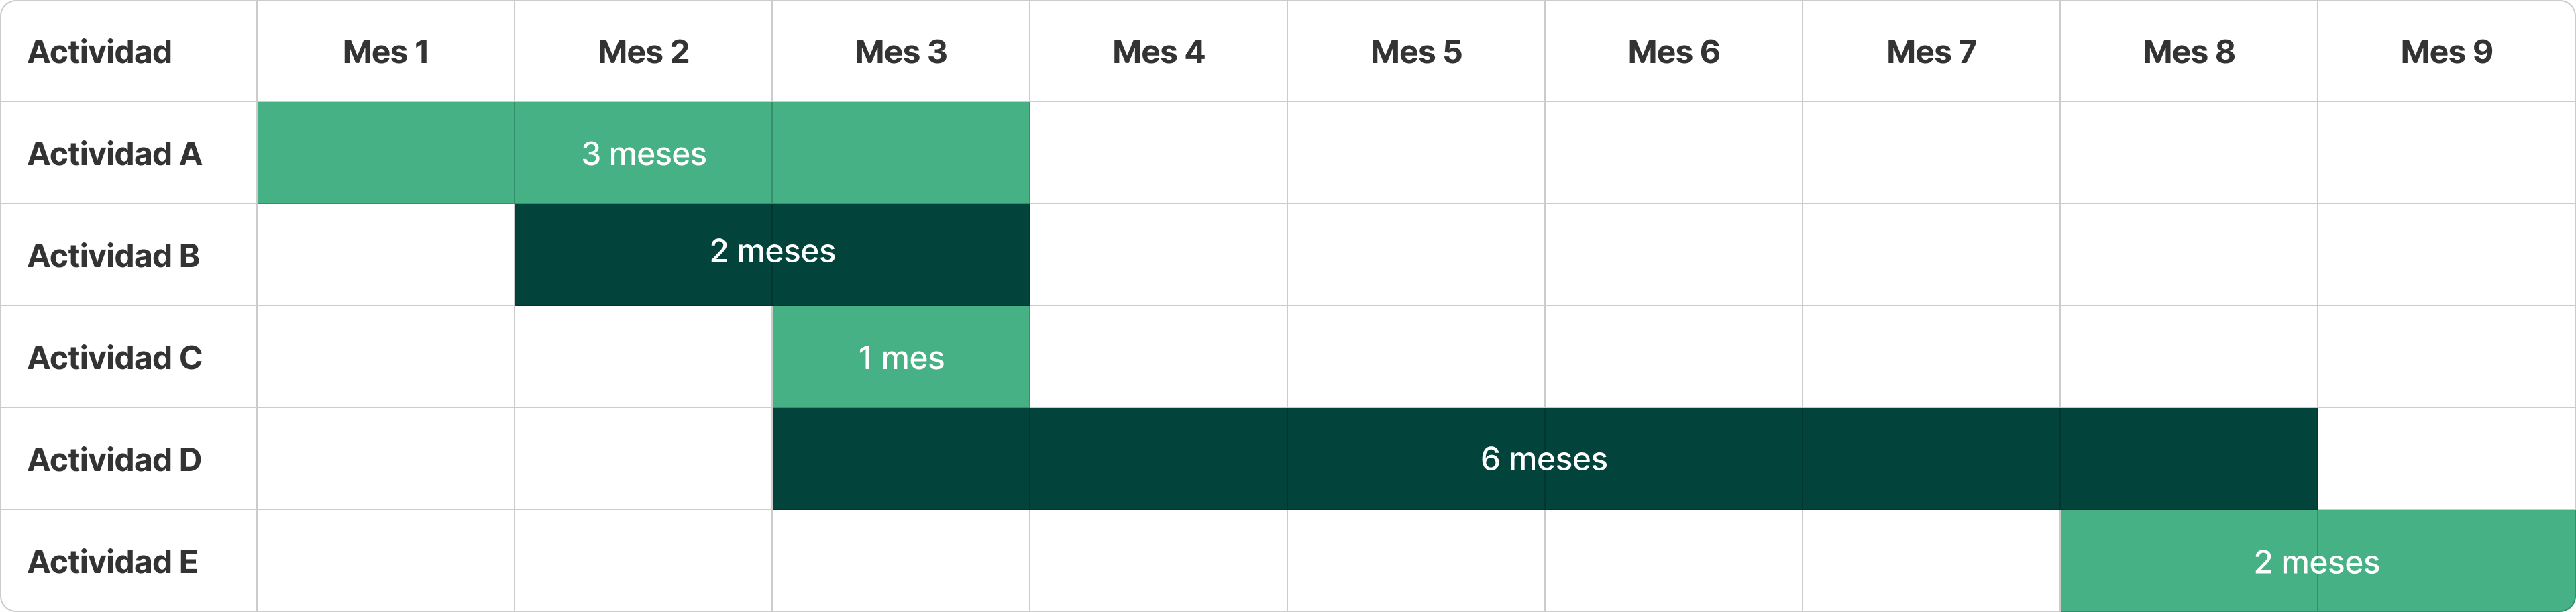 Actividad Mes 1 Mes 2 Mes 3 Mes 4 Mes 5 Mes 6 Mes 7 Mes 8 Mes 9
Actividad A 3 meses
Actividad B 2 meses
Actividad C 1 mes
Actividad D 6 meses
Actividad E 2 meses